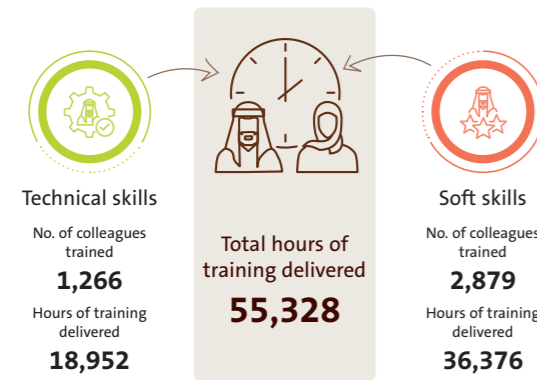 Technical skills
No. of colleagues
trained
1,266
Hours of training
delivered
18,952
Total hours of
training delivered
55,328
Soft skills
No. of colleagues
trained
2,879
Hours of training
delivered
36,376